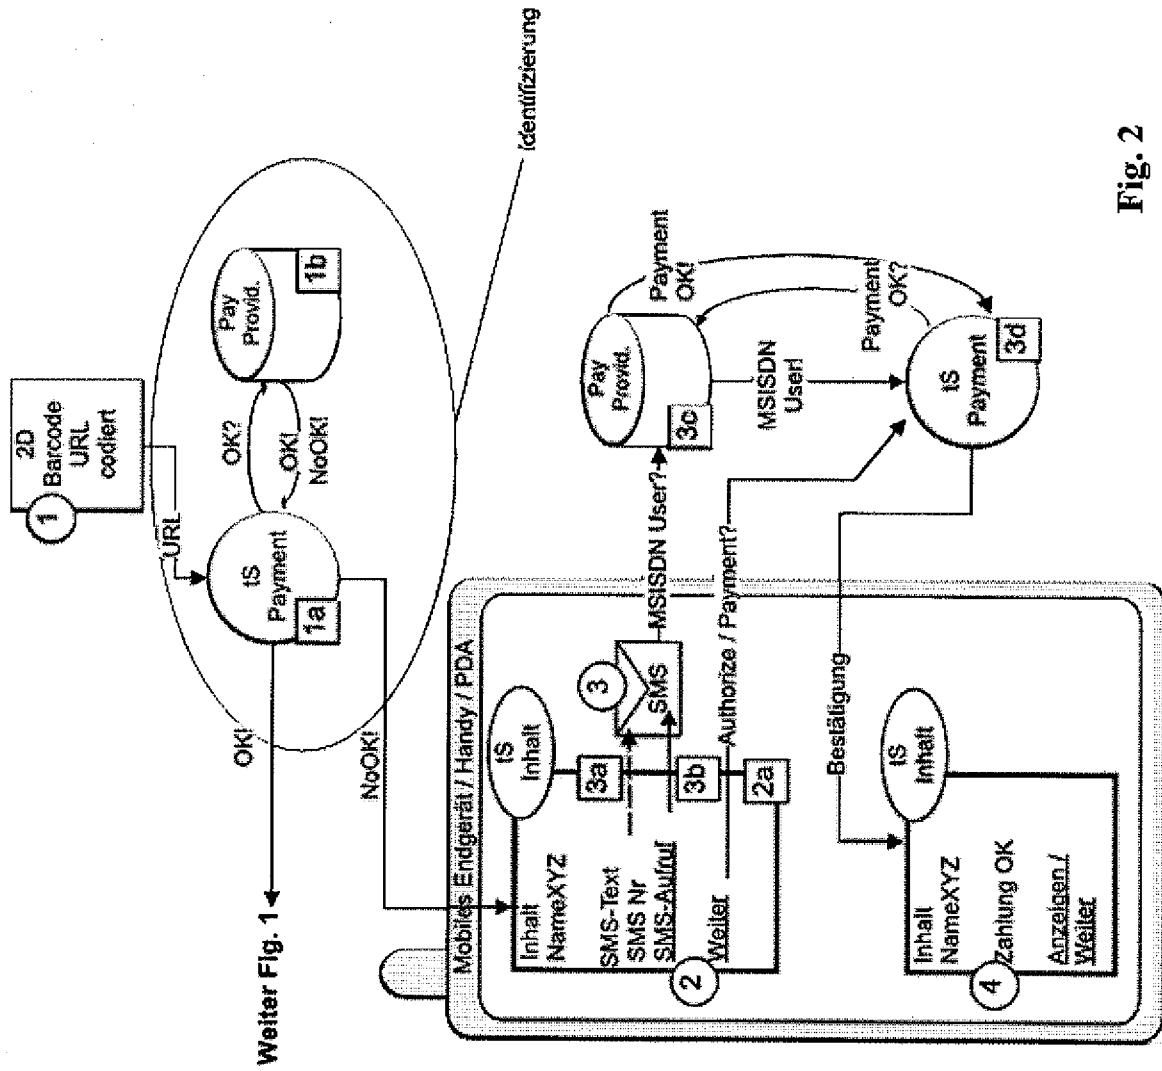 2D
Barcode
URL
codiert
1
URL
tS
Payment
1a
OK?
OK!
NoOK!
Pay
Provid.
1b
Identifizierung
OK!
Weiter Fig. 1
NoOK!
Mobiles Endgerät / Handy / PDA
tS
Inhalt
Inhalt
NameXYZ
3a
SMS-Text
SMS Nr
SMS-Aufruf
3b
Weiter
2a
2
3
SMS
MSISDN User?
Authorize / Payment?
Pay
Provid.
3c
MSISDN
User!
Payment
OK!
Payment
OK?
tS
Payment
3d
Bestätigung
tS
Inhalt
Inhalt
NameXYZ
Zahlung OK
4
Anzeigen /
Weiter
Fig. 2